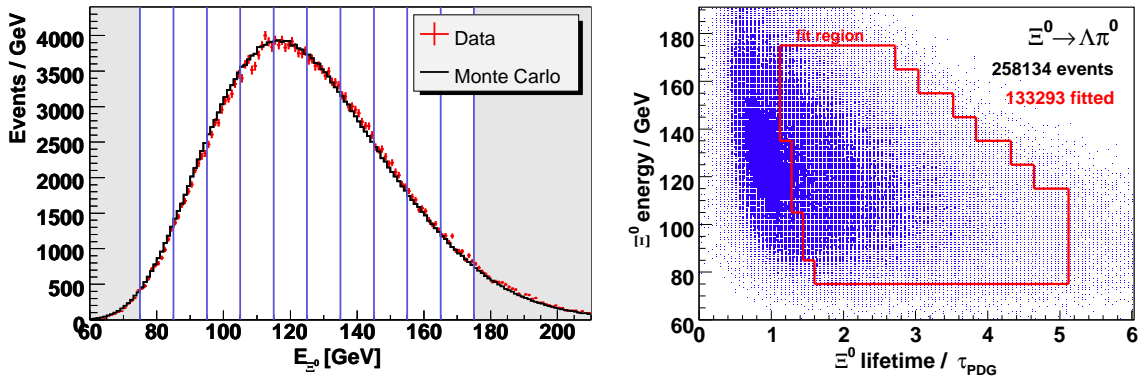 Events / GeV
4000
3500
3000
2500
2000
1500
1000
500
0
60 80 100 120 140 160 180 200
E_Ξ⁰ [GeV]
Data
Monte Carlo
Ξ⁰ energy / GeV
180
160
140
120
100
80
60
0 1 2 3 4 5 6
Ξ⁰ lifetime / τ_PDG
fit region
Ξ⁰→Λπ⁰
258134 events
133293 fitted